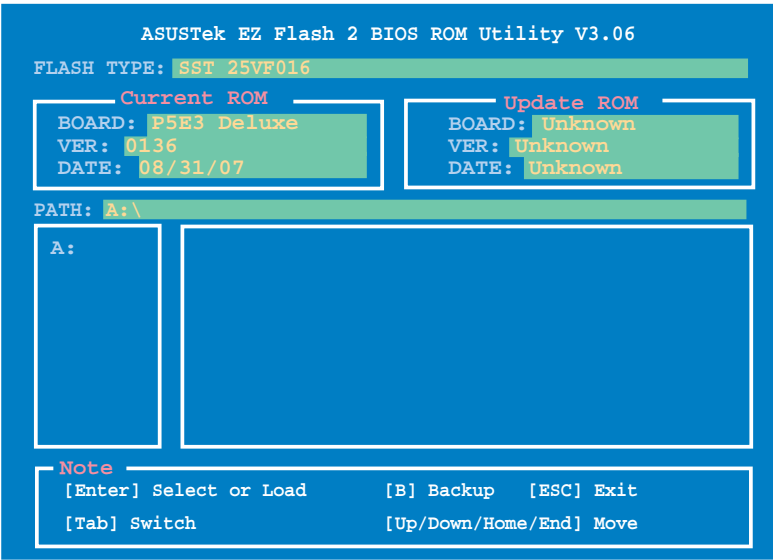 ASUSTek EZ Flash 2 BIOS ROM Utility V3.06
FLASH TYPE: SST 25VF016
Current ROM
BOARD: P5E3 Deluxe
VER: 0136
DATE: 08/31/07
Update ROM
BOARD: Unknown
VER: Unknown
DATE: Unknown
PATH: A:\
A:
Note
[Enter] Select or Load [B] Backup [ESC] Exit
[Tab] Switch [Up/Down/Home/End] Move